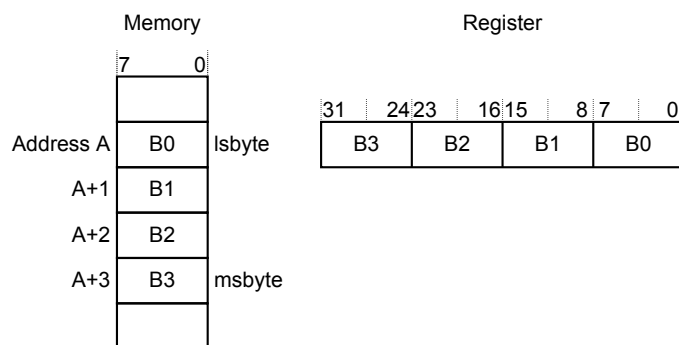 Memory
Register
7 0
31 24 23 16 15 8 7 0
Address A B0 lsbyte B3 B2 B1 B0
A+1 B1
A+2 B2
A+3 B3 msbyte